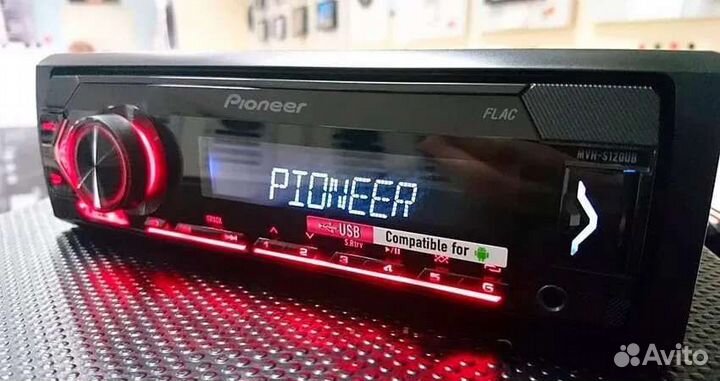 Pioneer
FLAC
MVH-S120UB
PIONEER
USB
Compatible for
1 2 3 4 5 6
Avito